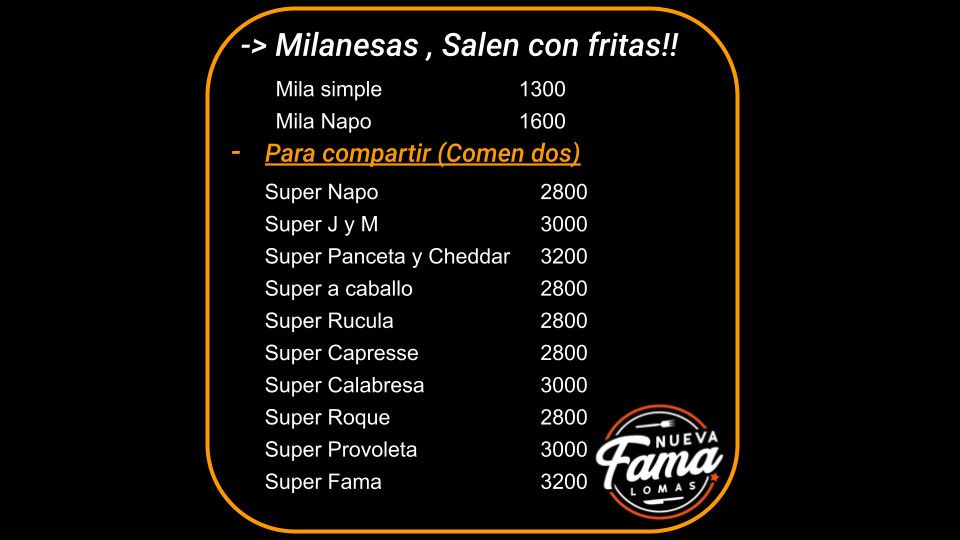 -> Milanesas , Salen con fritas!!
Mila simple 1300
Mila Napo 1600
- Para compartir (Comen dos)
Super Napo 2800
Super J y M 3000
Super Panceta y Cheddar 3200
Super a caballo 2800
Super Rucula 2800
Super Capresse 2800
Super Calabresa 3000
Super Roque 2800
Super Provoleta 3000
Super Fama 3200
NUEVA
Fama
LOMAS